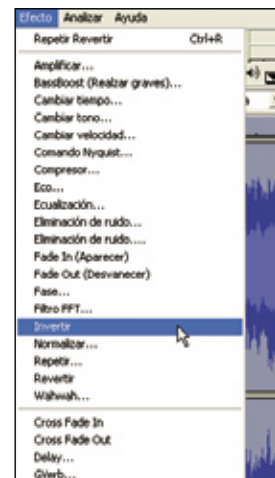 Efecto Analizar Ayuda
Repetir Revertir Ctrl+R
Amplificar...
BassBoost (Realzar graves)...
Cambiar tiempo...
Cambiar tono...
Cambiar velocidad...
Comando Nyquist...
Compresor...
Eco...
Ecualización...
Eliminación de ruido...
Eliminación de ruido....
Fade In (Aparecer)
Fade Out (Desvanecer)
Fase...
Filtro FFT...
Invertir
Normalizar...
Repetir...
Revertir
Wahwah...
Cross Fade In
Cross Fade Out
Delay...
GVerb...